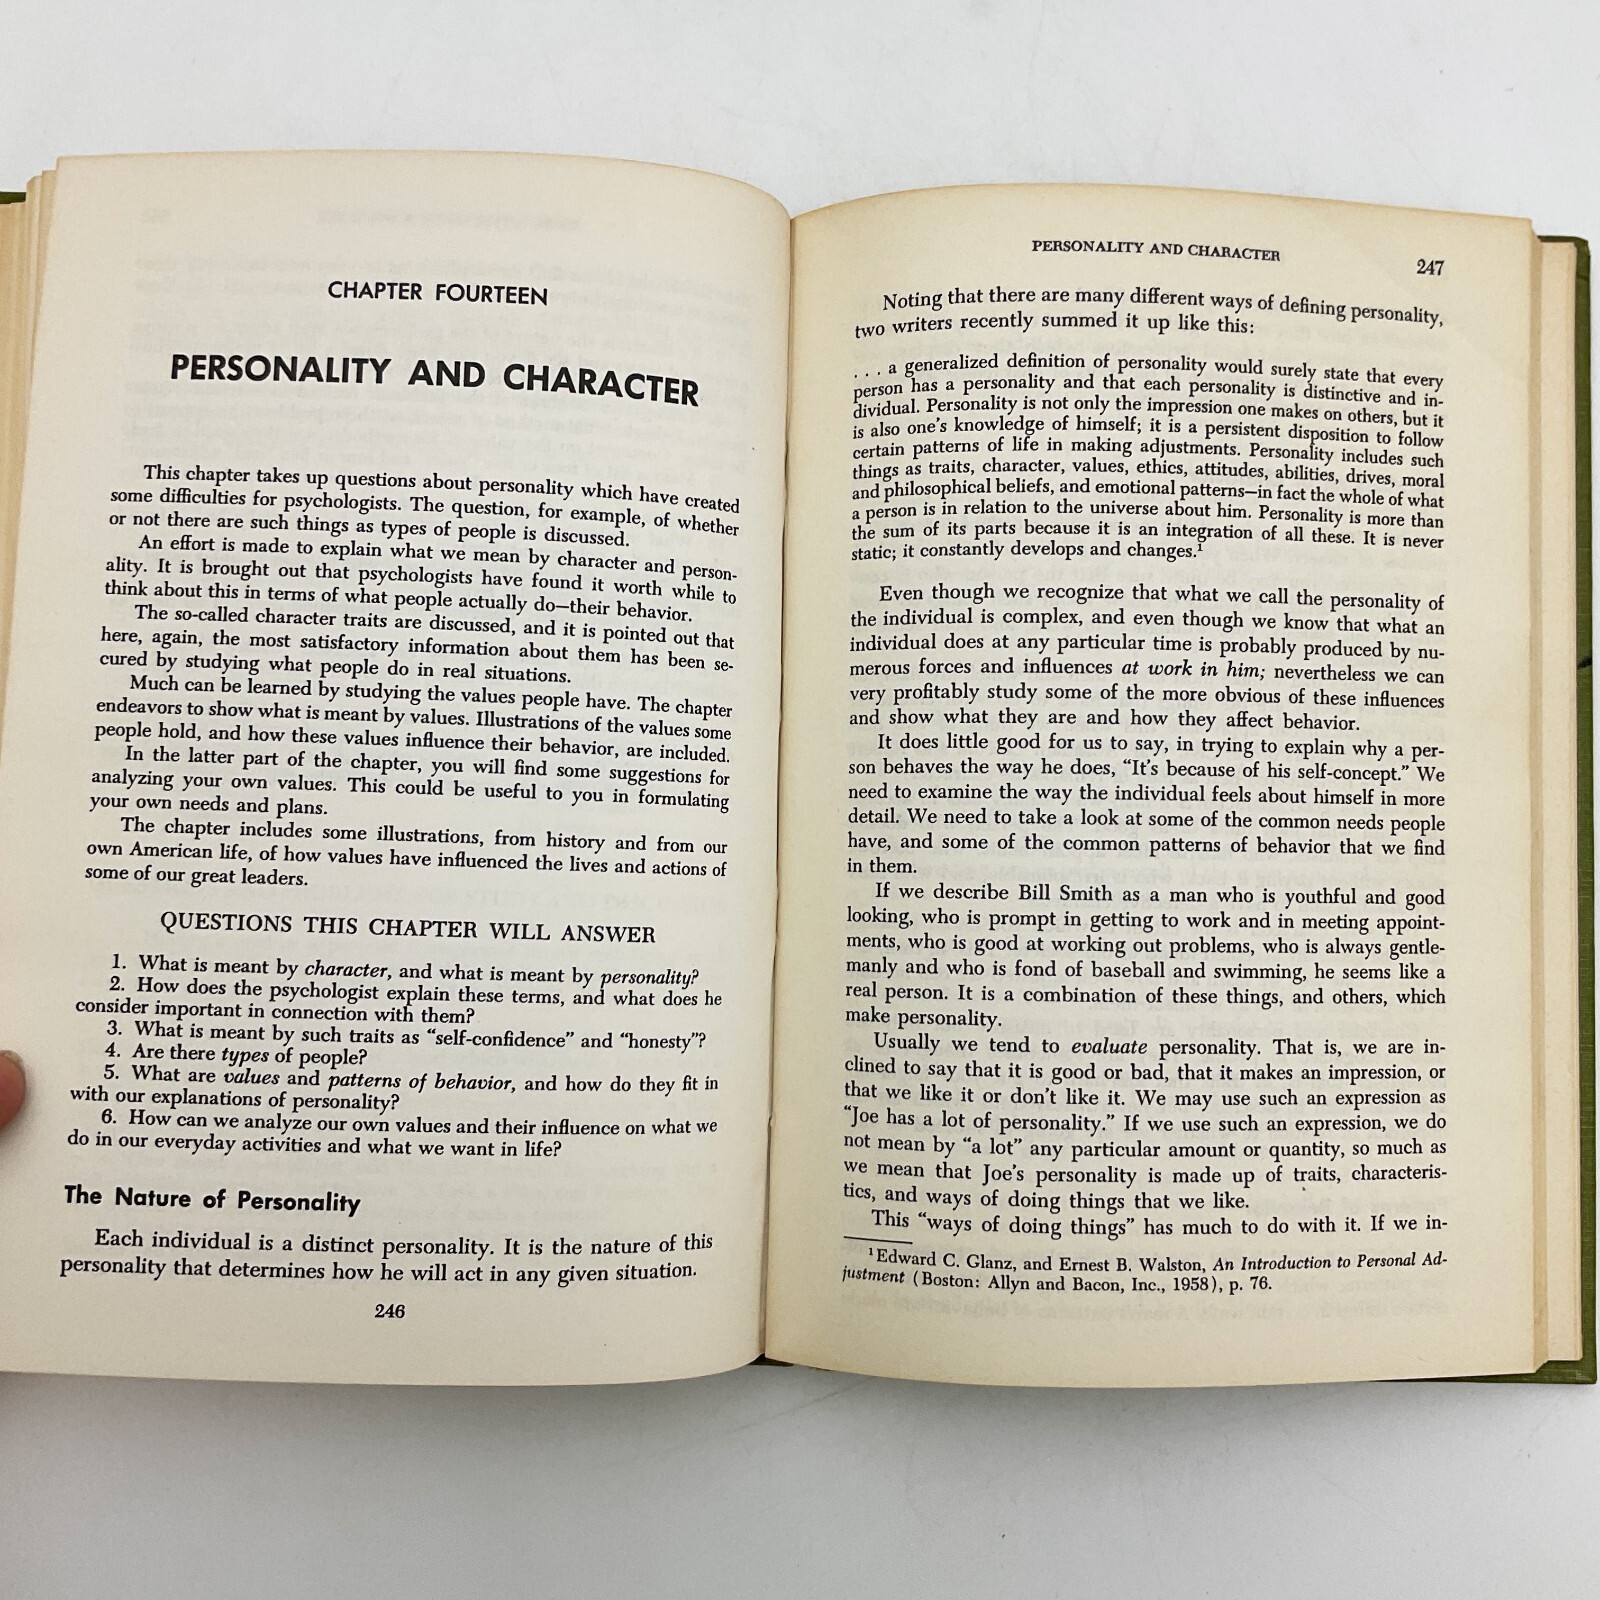 CHAPTER FOURTEEN
PERSONALITY AND CHARACTER
This chapter takes up questions about personality which have created
some difficulties for psychologists. The question, for example, of whether
or not there are such things as types of people is discussed.
An effort is made to explain what we mean by character and person-
ality. It is brought out that psychologists have found it worth while to
think about this in terms of what people actually do—their behavior.
The so-called character traits are discussed, and it is pointed out that
here, again, the most satisfactory information about them has been se-
cured by studying what people do in real situations.
Much can be learned by studying the values people have. The chapter
endeavors to show what is meant by values. Illustrations of the values some
people hold, and how these values influence their behavior, are included.
In the latter part of the chapter, you will find some suggestions for
analyzing your own values. This could be useful to you in formulating
your own needs and plans.
The chapter includes some illustrations, from history and from our
own American life, of how values have influenced the lives and actions of
some of our great leaders.
QUESTIONS THIS CHAPTER WILL ANSWER
1. What is meant by character, and what is meant by personality?
2. How does the psychologist explain these terms, and what does he
consider important in connection with them?
3. What is meant by such traits as "self-confidence" and "honesty"?
4. Are there types of people?
5. What are values and patterns of behavior, and how do they fit in
with our explanations of personality?
6. How can we analyze our own values and their influence on what we
do in our everyday activities and what we want in life?
The Nature of Personality
Each individual is a distinct personality. It is the nature of this
personality that determines how he will act in any given situation.
246
PERSONALITY AND CHARACTER
247
Noting that there are many different ways of defining personality,
two writers recently summed it up like this:
. . . a generalized definition of personality would surely state that every
person has a personality and that each personality is distinctive and in-
dividual. Personality is not only the impression one makes on others, but it
is also one's knowledge of himself; it is a persistent disposition to follow
certain patterns of life in making adjustments. Personality includes such
things as traits, character, values, ethics, attitudes, abilities, drives, moral
and philosophical beliefs, and emotional patterns—in fact the whole of what
a person is in relation to the universe about him. Personality is more than
the sum of its parts because it is an integration of all these. It is never
static; it constantly develops and changes.¹
Even though we recognize that what we call the personality of
the individual is complex, and even though we know that what an
individual does at any particular time is probably produced by nu-
merous forces and influences at work in him; nevertheless we can
very profitably study some of the more obvious of these influences
and show what they are and how they affect behavior.
It does little good for us to say, in trying to explain why a per-
son behaves the way he does, "It's because of his self-concept." We
need to examine the way the individual feels about himself in more
detail. We need to take a look at some of the common needs people
have, and some of the common patterns of behavior that we find
in them.
If we describe Bill Smith as a man who is youthful and good
looking, who is prompt in getting to work and in meeting appoint-
ments, who is good at working out problems, who is always gentle-
manly and who is fond of baseball and swimming, he seems like a
real person. It is a combination of these things, and others, which
make personality.
Usually we tend to evaluate personality. That is, we are in-
clined to say that it is good or bad, that it makes an impression, or
that we like it or don't like it. We may use such an expression as
"Joe has a lot of personality." If we use such an expression, we do
not mean by "a lot" any particular amount or quantity, so much as
we mean that Joe's personality is made up of traits, characteris-
tics, and ways of doing things that we like.
This "ways of doing things" has much to do with it. If we in-
¹ Edward C. Glanz, and Ernest B. Walston, An Introduction to Personal Ad-
justment (Boston: Allyn and Bacon, Inc., 1958), p. 76.